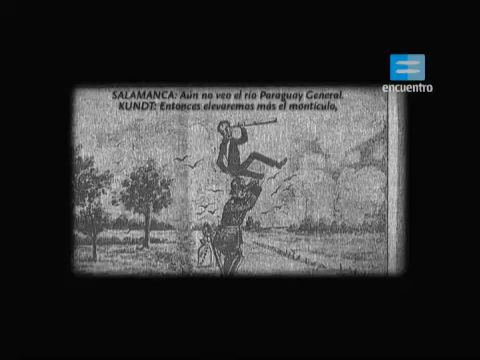 SALAMANCA: Aún no veo el río Paraguay General.
KUNDT: Entonces elevaremos más el montículo,
encuentro